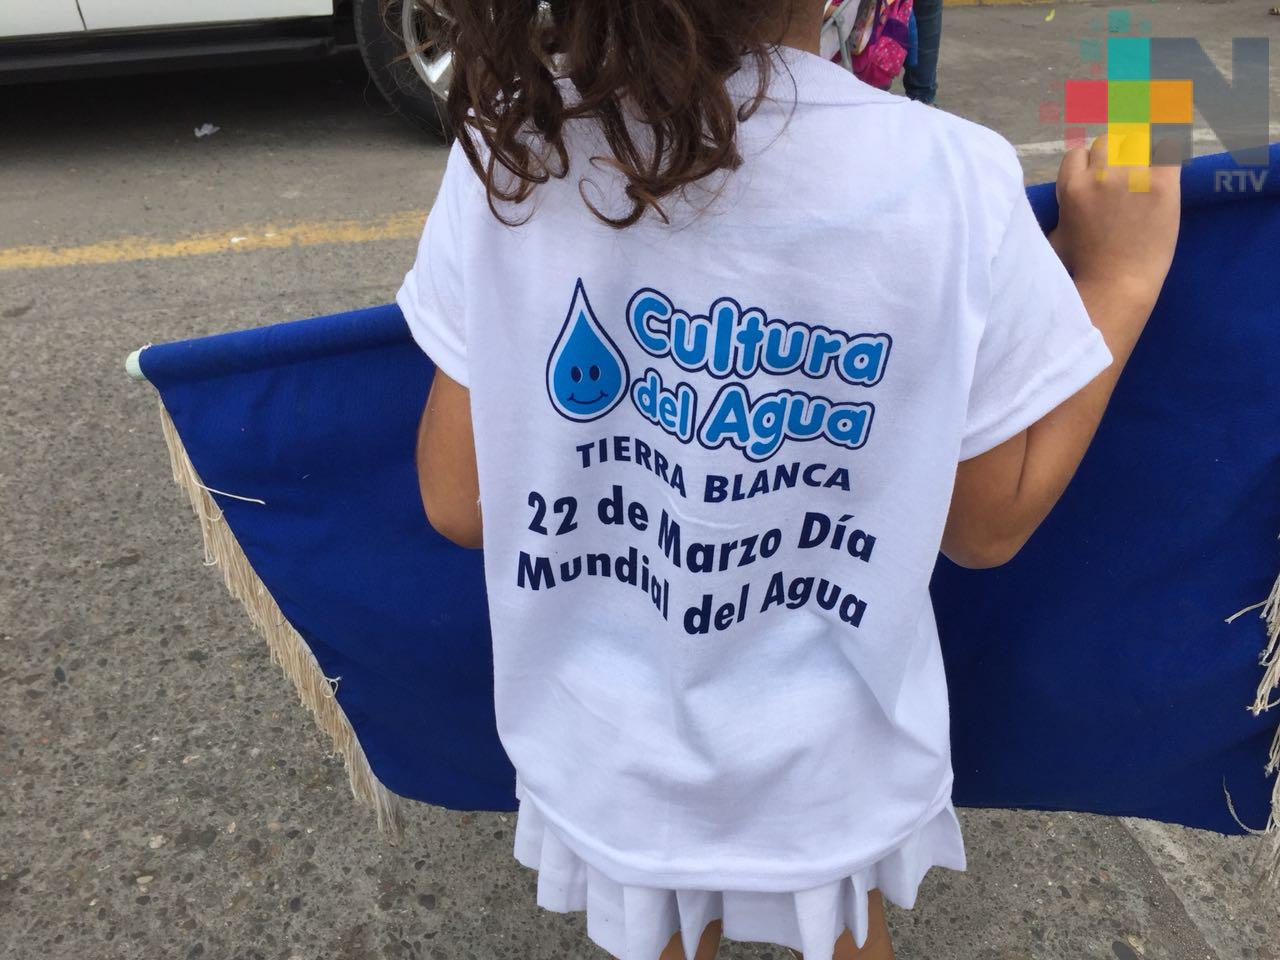 N
RTV
Cultura
del Agua
TIERRA BLANCA
22 de Marzo Día
Mundial del Agua